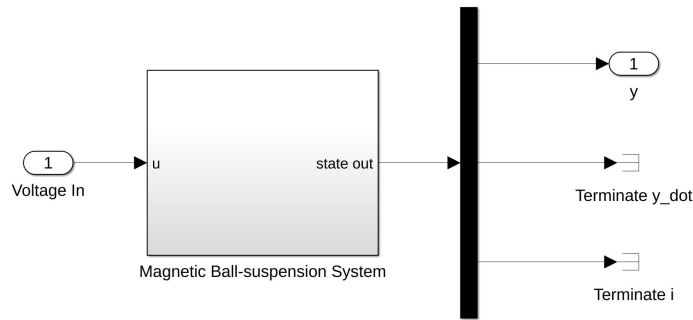 1
y
1
u
state out
Voltage In
Terminate y_dot
Magnetic Ball-suspension System
Terminate i